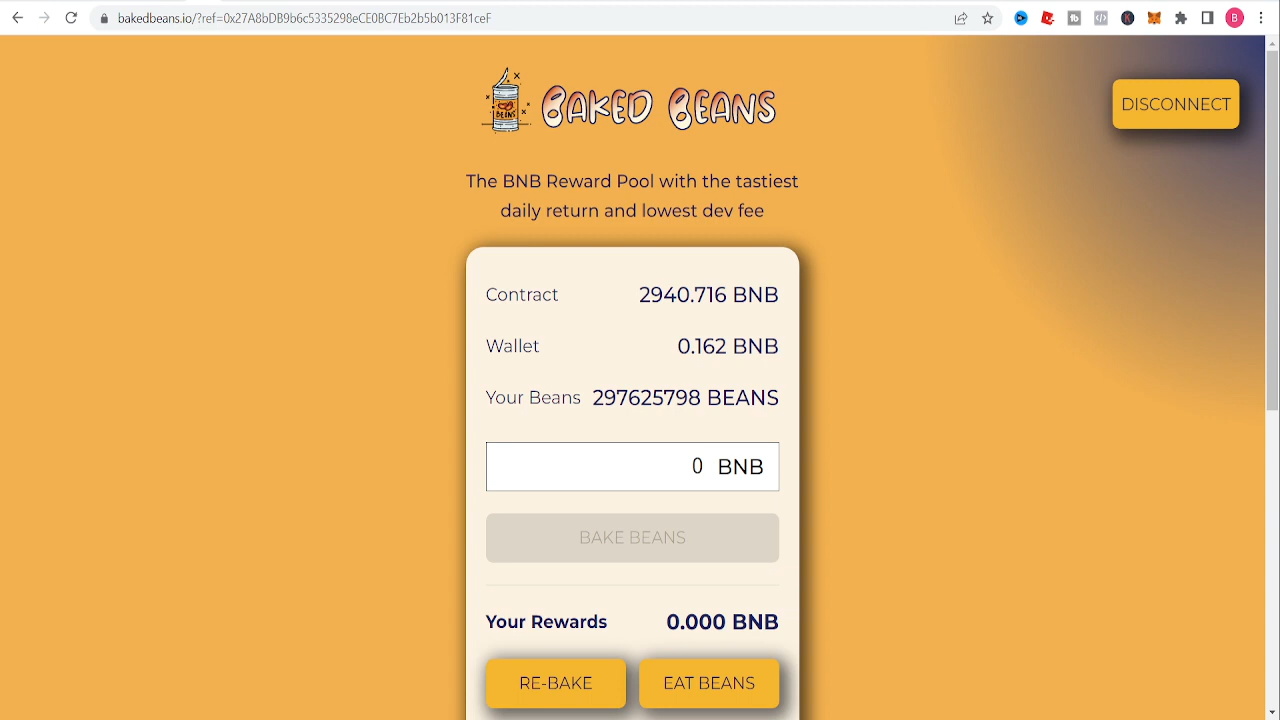 bakedbeans.io/?ref=0x27A8bDB9b6c5335298eCE0BC7Eb2b3b013F81ceF
B
BEANS
BAKED BEANS
DISCONNECT
The BNB Reward Pool with the tastiest
daily return and lowest dev fee
Contract 2940.716 BNB
Wallet 0.162 BNB
Your Beans 297625798 BEANS
0 BNB
BAKE BEANS
Your Rewards 0.000 BNB
RE-BAKE EAT BEANS